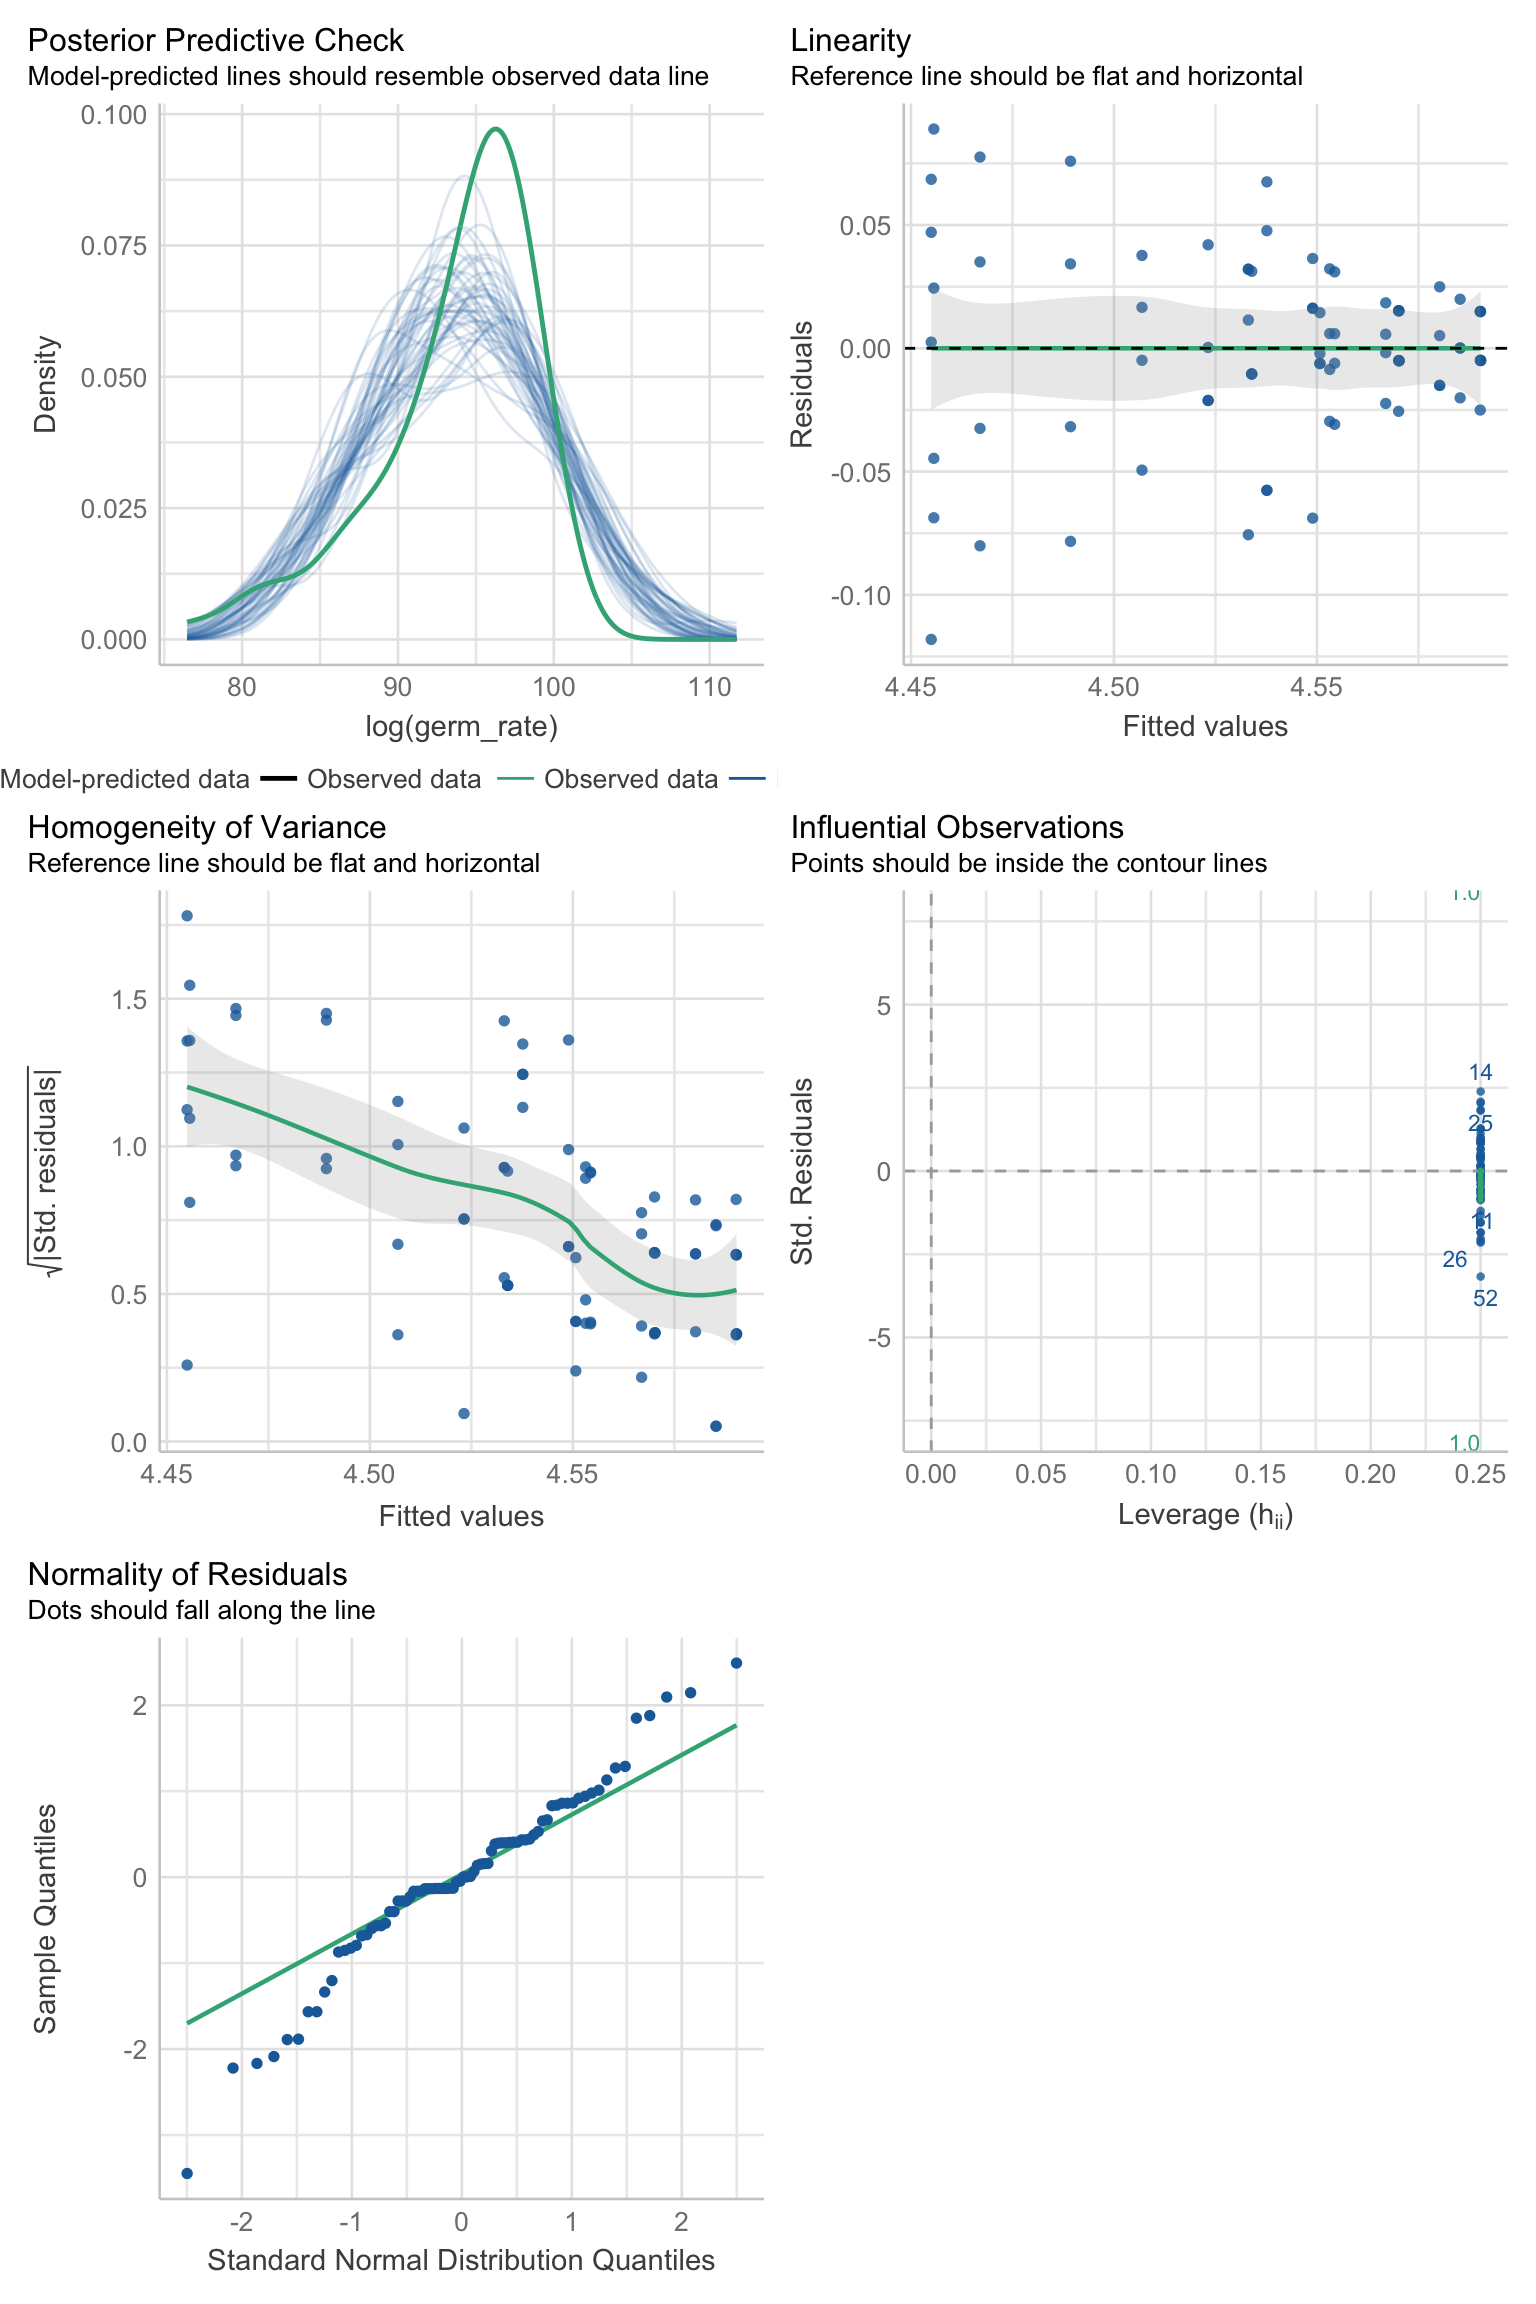 Posterior Predictive Check
Model-predicted lines should resemble observed data line
0.100
0.075
0.050
0.025
0.000
Density
80 90 100 110
log(germ_rate)
Model-predicted data Observed data Observed data
Linearity
Reference line should be flat and horizontal
0.05
0.00
-0.05
-0.10
Residuals
4.45 4.50 4.55
Fitted values
Homogeneity of Variance
Reference line should be flat and horizontal
1.5
1.0
0.5
0.0
√|Std. residuals|
4.45 4.50 4.55
Fitted values
Influential Observations
Points should be inside the contour lines
1.0
5
0
-5
Std. Residuals
14
25
11
26
52
1.0
0.00 0.05 0.10 0.15 0.20 0.25
Leverage (hᵢᵢ)
Normality of Residuals
Dots should fall along the line
2
0
-2
Sample Quantiles
-2 -1 0 1 2
Standard Normal Distribution Quantiles